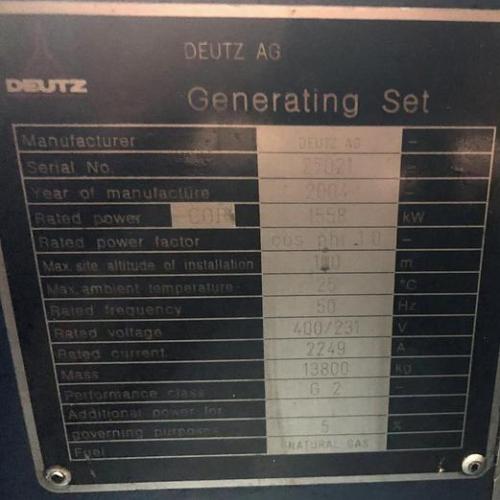 DEUTZ AG
DEUTZ
Generating Set
Manufacturer DEUTZ AG -
Serial No. 25021 -
Year of manufacture 2004 -
Rated power COP 1558 kW
Rated power factor cos phi 1.0 -
Max. site altitude of installation 100 m
Max. ambient temperature 25 °C
Rated frequency 50 Hz
Rated voltage 400/231 V
Rated current 2249 A
Mass 13800 kg
Performance class G 2 -
Additional power for
governing purposes 5 %
Fuel NATURAL GAS